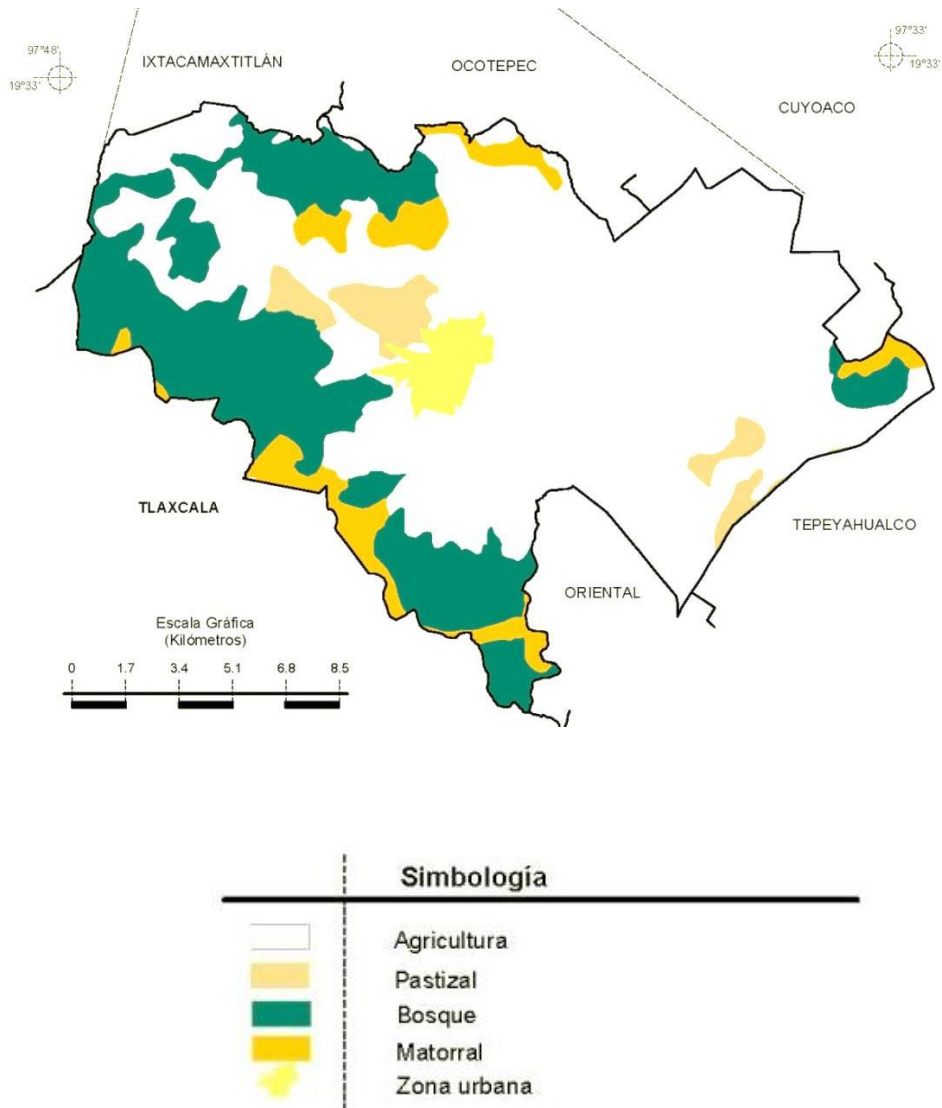 97°48'
19°33'
IXTACAMAXTITLÁN
OCOTEPEC
97°33'
19°33'
CUYOACO
TLAXCALA
TEPEYAHUALCO
ORIENTAL
Escala Gráfica
(Kilómetros)
0 1.7 3.4 5.1 6.8 8.5
Simbología
Agricultura
Pastizal
Bosque
Matorral
Zona urbana